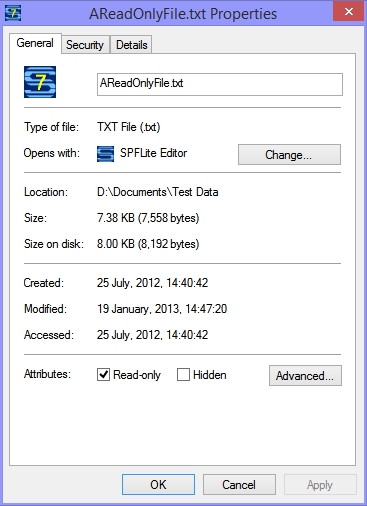 AReadOnlyFile.txt Properties
General Security Details
7
AReadOnlyFile.txt
Type of file: TXT File (.txt)
Opens with: SPFLite Editor Change...
Location: D:\Documents\Test Data
Size: 7.38 KB (7,558 bytes)
Size on disk: 8.00 KB (8,192 bytes)
Created: 25 July, 2012, 14:40:42
Modified: 19 January, 2013, 14:47:20
Accessed: 25 July, 2012, 14:40:42
Attributes: Read-only Hidden Advanced...
OK Cancel Apply